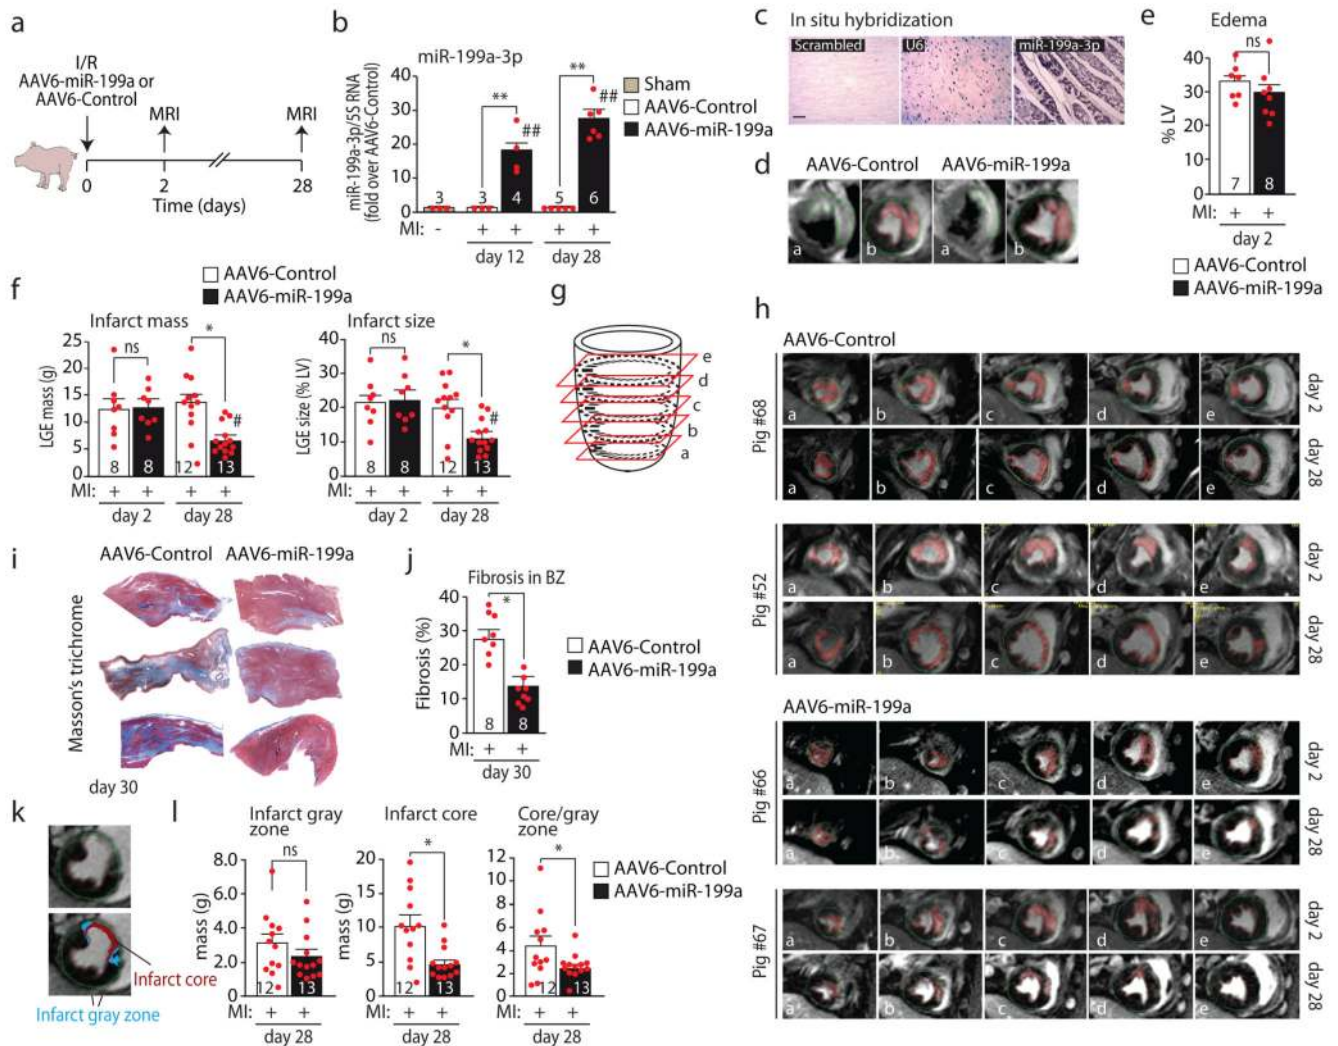 a
I/R
AAV6-miR-199a or
AAV6-Control
MRI
MRI
0
2
28
Time (days)
b
miR-199a-3p
miR-199a-3p/5S RNA
(fold over AAV6-Control)
40
30
20
10
0
**
**
##
##
3
3
4
5
6
MI:
-
+
+
+
+
day 12
day 28
Sham
AAV6-Control
AAV6-miR-199a
c
In situ hybridization
Scrambled
U6
miR-199a-3p
d
AAV6-Control
AAV6-miR-199a
a
b
a
b
e
Edema
ns
% LV
40
30
20
10
0
7
8
MI:
+
+
day 2
AAV6-Control
AAV6-miR-199a
f
AAV6-Control
AAV6-miR-199a
Infarct mass
LGE mass (g)
25
20
15
10
5
0
ns
*
#
8
8
12
13
MI:
+
+
+
+
day 2
day 28
Infarct size
LGE size (% LV)
40
30
20
10
0
ns
*
#
8
8
12
13
MI:
+
+
+
+
day 2
day 28
g
e
d
c
b
a
h
AAV6-Control
Pig #68
a
b
c
d
e
day 2
a
b
c
d
e
day 28
Pig #52
a
b
c
d
e
day 2
a
b
c
d
e
day 28
AAV6-miR-199a
Pig #66
a
b
c
d
e
day 2
a
b
c
d
e
day 28
Pig #67
a
b
c
d
e
day 2
a
b
c
d
e
day 28
i
AAV6-Control
AAV6-miR-199a
Masson's trichrome
day 30
j
Fibrosis in BZ
Fibrosis (%)
40
30
20
10
0
*
8
8
MI:
+
+
day 30
AAV6-Control
AAV6-miR-199a
k
Infarct core
Infarct gray zone
l
Infarct gray
zone
mass (g)
8.0
6.0
4.0
2.0
0
ns
12
13
MI:
+
+
day 28
Infarct core
mass (g)
20
15
10
5
0
*
12
13
MI:
+
+
day 28
Core/gray
zone
mass (g)
12
10
8
6
4
2
0
*
12
13
MI:
+
+
day 28
AAV6-Control
AAV6-miR-199a